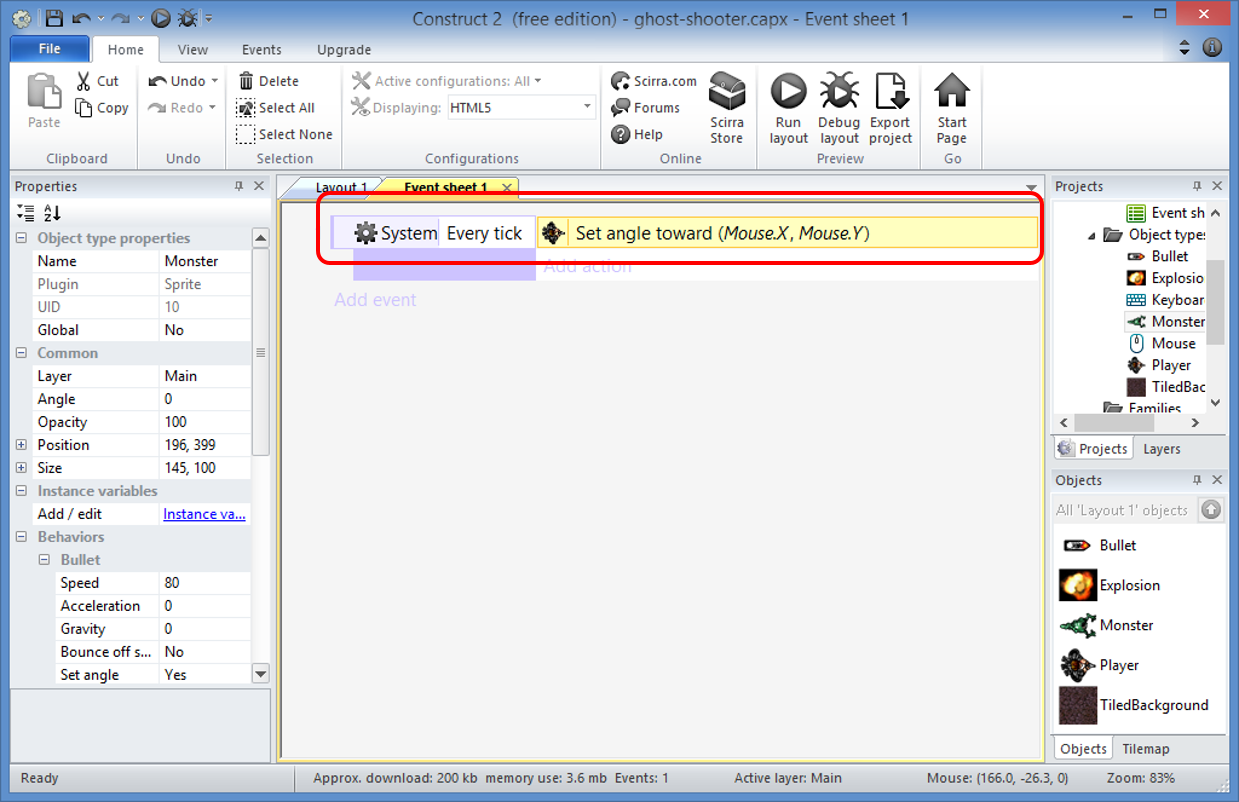 Construct 2 (free edition) - ghost-shooter.capx - Event sheet 1
File Home View Events Upgrade
Paste
Cut
Copy
Clipboard
Undo
Redo
Undo
Delete
Select All
Select None
Selection
Active configurations: All
Displaying: HTML5
Configurations
Scirra.com
Forums
Help
Scirra
Store
Online
Run
layout
Debug
layout
Export
project
Preview
Start
Page
Go
Properties
Object type properties
Name Monster
Plugin Sprite
UID 10
Global No
Common
Layer Main
Angle 0
Opacity 100
Position 196, 399
Size 145, 100
Instance variables
Add / edit Instance va...
Behaviors
Bullet
Speed 80
Acceleration 0
Gravity 0
Bounce off s... No
Set angle Yes
Layout 1 Event sheet 1
System Every tick Set angle toward (Mouse.X, Mouse.Y)
Add action
Add event
Projects
Event sh
Object types
Bullet
Explosio
Keyboar
Monster
Mouse
Player
TiledBac
Families
Projects Layers
Objects
All 'Layout 1' objects
Bullet
Explosion
Monster
Player
TiledBackground
Objects Tilemap
Ready Approx. download: 200 kb memory use: 3.6 mb Events: 1 Active layer: Main Mouse: (166.0, -26.3, 0) Zoom: 83%